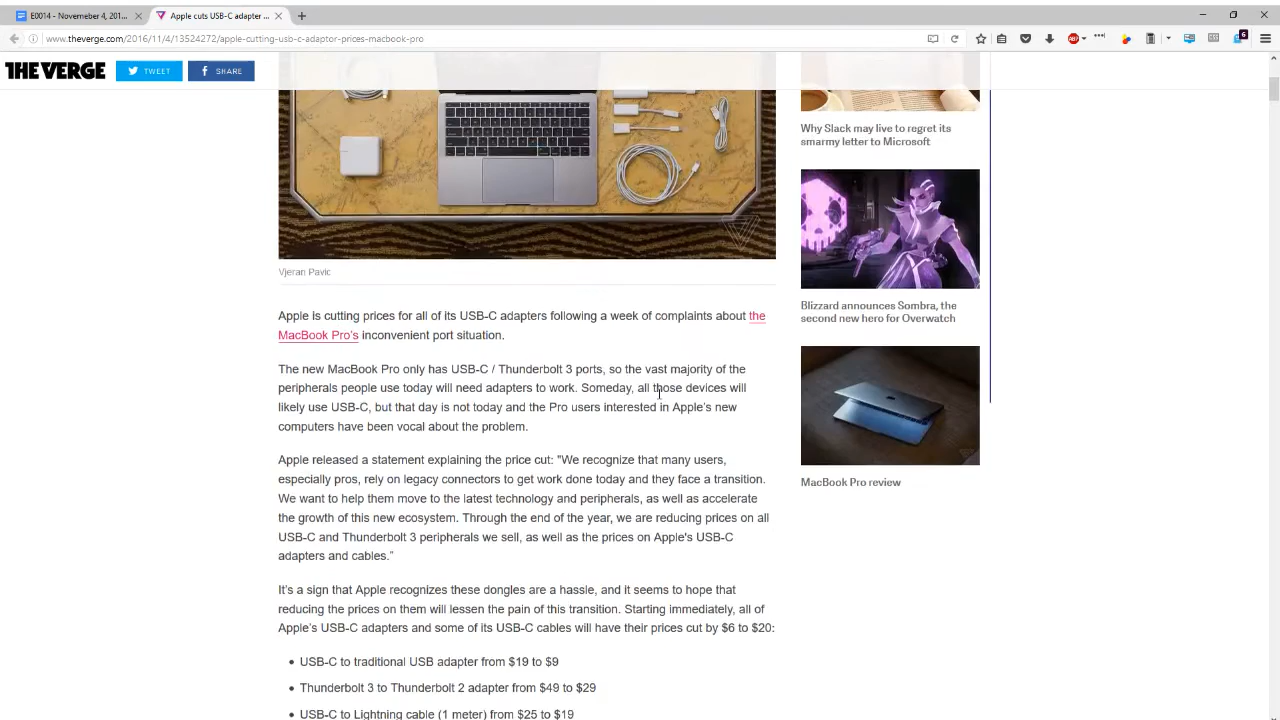 E0014 - Novemeber 4, 201...
Apple cuts USB-C adapter ...
www.theverge.com/2016/11/4/13524272/apple-cutting-usb-c-adaptor-prices-macbook-pro
ABP
6
THE VERGE
TWEET
SHARE
Why Slack may live to regret its
smarmy letter to Microsoft
Vjeran Pavic
Blizzard announces Sombra, the
second new hero for Overwatch
Apple is cutting prices for all of its USB-C adapters following a week of complaints about the
MacBook Pro's inconvenient port situation.
The new MacBook Pro only has USB-C / Thunderbolt 3 ports, so the vast majority of the
peripherals people use today will need adapters to work. Someday, all those devices will
likely use USB-C, but that day is not today and the Pro users interested in Apple's new
computers have been vocal about the problem.
Apple released a statement explaining the price cut: "We recognize that many users,
especially pros, rely on legacy connectors to get work done today and they face a transition.
We want to help them move to the latest technology and peripherals, as well as accelerate
the growth of this new ecosystem. Through the end of the year, we are reducing prices on all
USB-C and Thunderbolt 3 peripherals we sell, as well as the prices on Apple's USB-C
adapters and cables."
MacBook Pro review
It's a sign that Apple recognizes these dongles are a hassle, and it seems to hope that
reducing the prices on them will lessen the pain of this transition. Starting immediately, all of
Apple's USB-C adapters and some of its USB-C cables will have their prices cut by $6 to $20:
• USB-C to traditional USB adapter from $19 to $9
• Thunderbolt 3 to Thunderbolt 2 adapter from $49 to $29
• USB-C to Lightning cable (1 meter) from $25 to $19